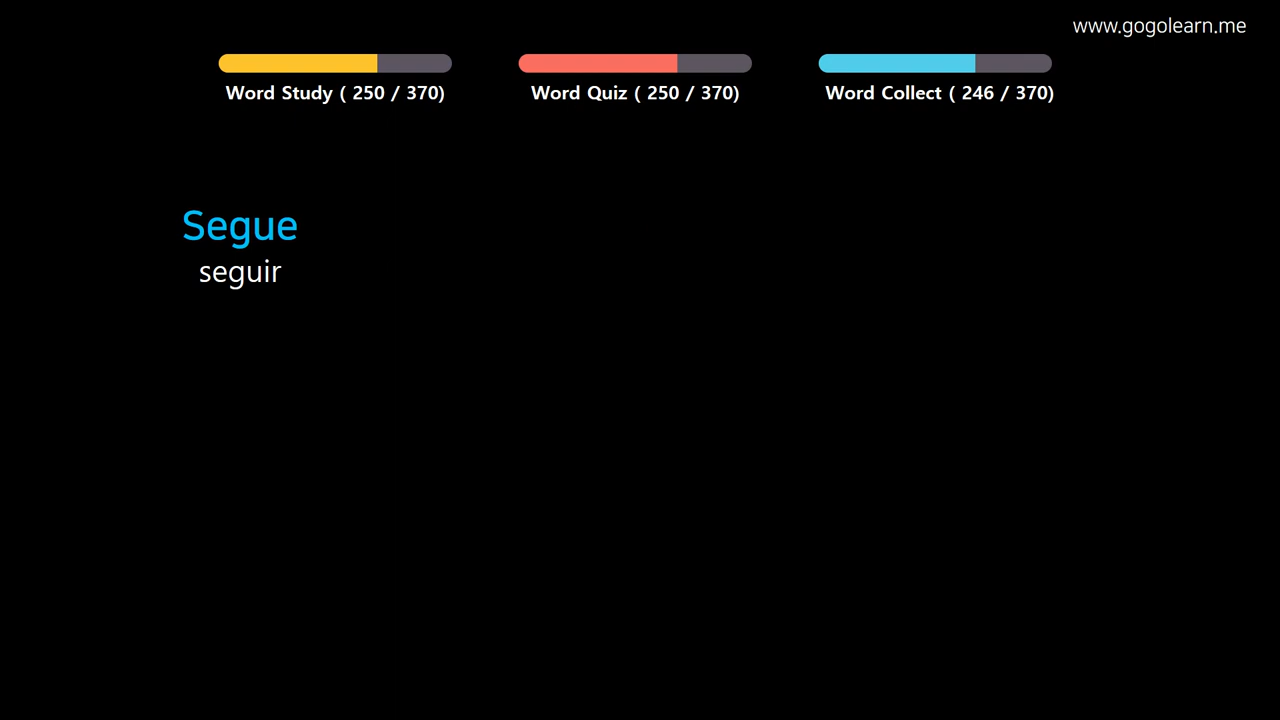 www.gogolearn.me
Word Study ( 250 / 370)
Word Quiz ( 250 / 370)
Word Collect ( 246 / 370)
Segue
seguir